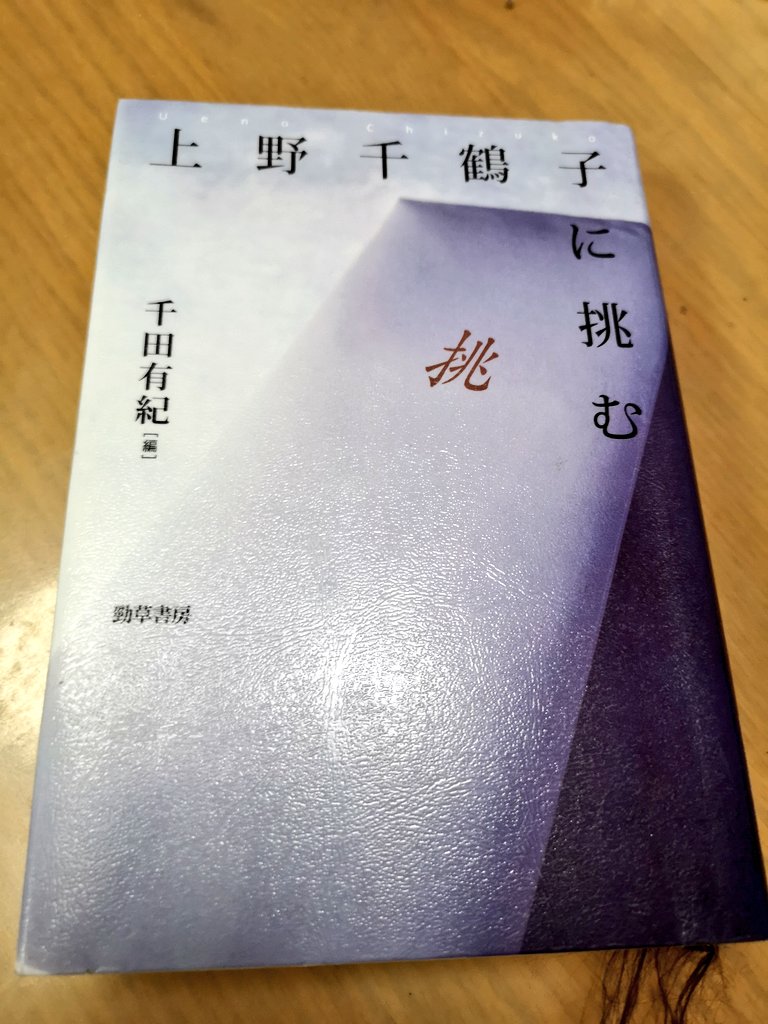 Ueno Chizuko
上野千鶴子に挑む
挑
千田有紀[編]
勁草書房